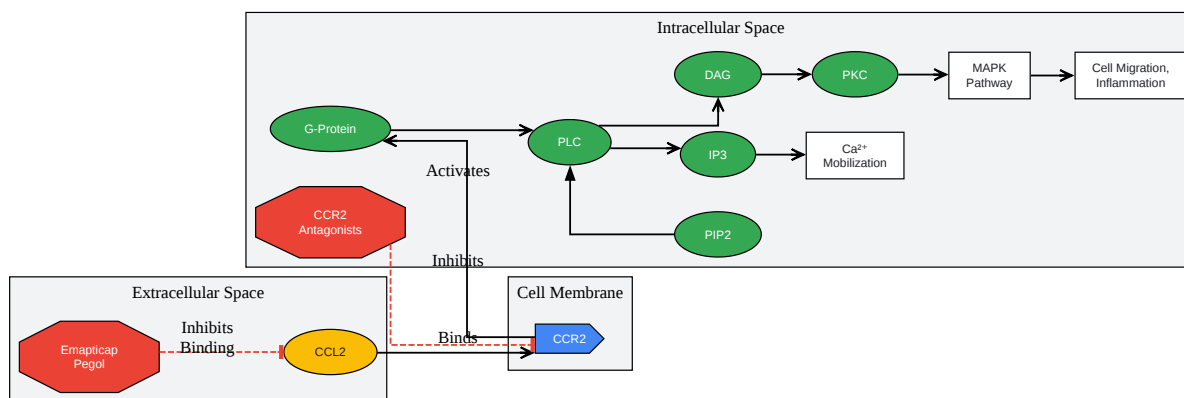 Intracellular Space
DAG
PKC
MAPK
Pathway
Cell Migration,
Inflammation
G-Protein
PLC
IP3
Ca²⁺
Mobilization
Activates
CCR2
Antagonists
PIP2
Inhibits
Extracellular Space
Cell Membrane
Inhibits
Binding
Binds
Emapticap
Pegol
CCL2
CCR2